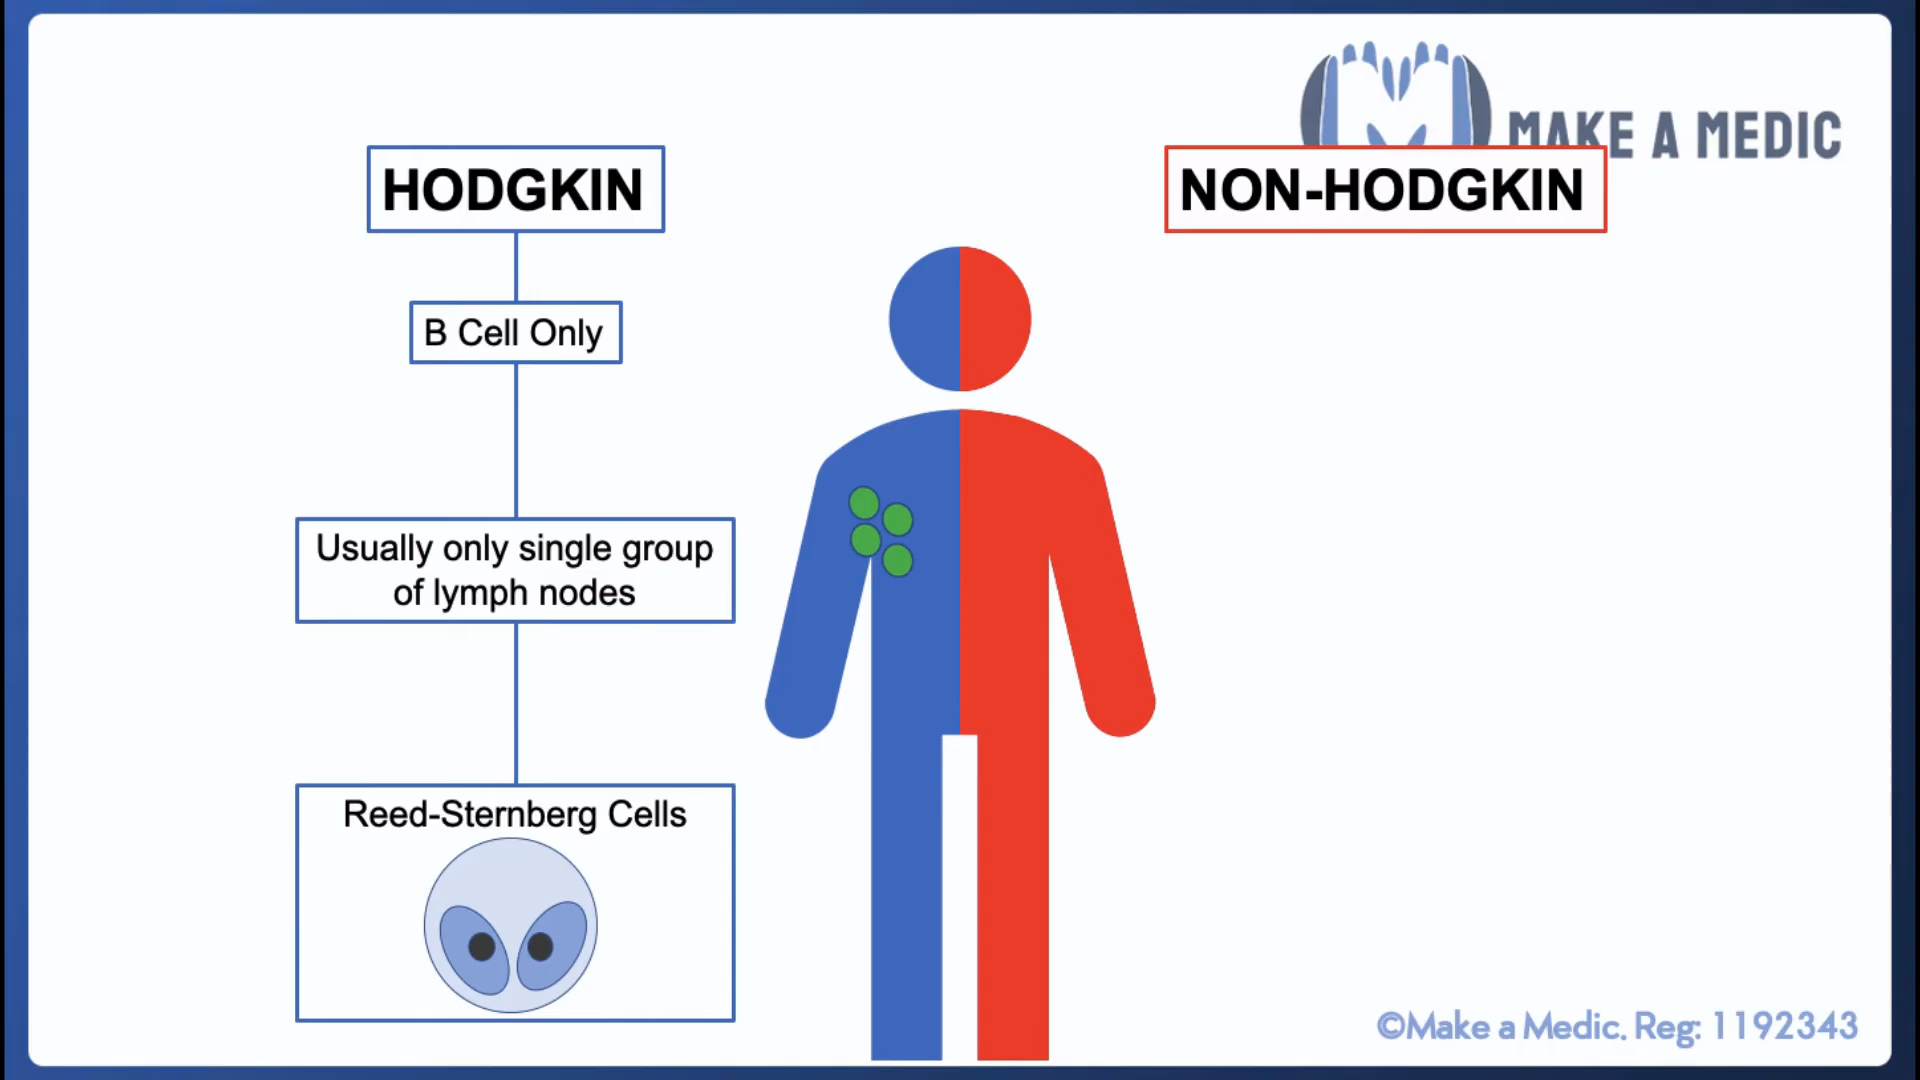 MAKE A MEDIC
HODGKIN
NON-HODGKIN
B Cell Only
Usually only single group
of lymph nodes
Reed-Sternberg Cells
©Make a Medic. Reg: 1192343